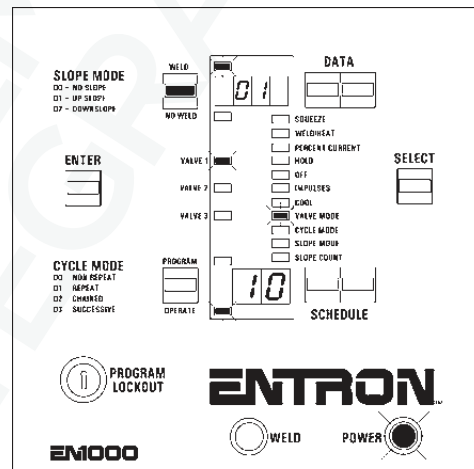 WELD
DATA
SLOPE MODE
00 - NO SLOPE
01 - UP SLOPE
02 - DOWNSLOPE
01
NO WELD
SQUEEZE
WELD/HEAT
PERCENT CURRENT
HOLD
OFF
IMPULSES
COOL
VALVE MODE
CYCLE MODE
SLOPE MODE
SLOPE COUNT
ENTER
VALVE 1
VALVE 2
VALVE 3
SELECT
CYCLE MODE
00 NON REPEAT
01 REPEAT
02 CHAINED
03 SUCCESSIVE
PROGRAM
OPERATE
10
SCHEDULE
PROGRAM
LOCKOUT
ENTRON
EN1000
WELD
POWER